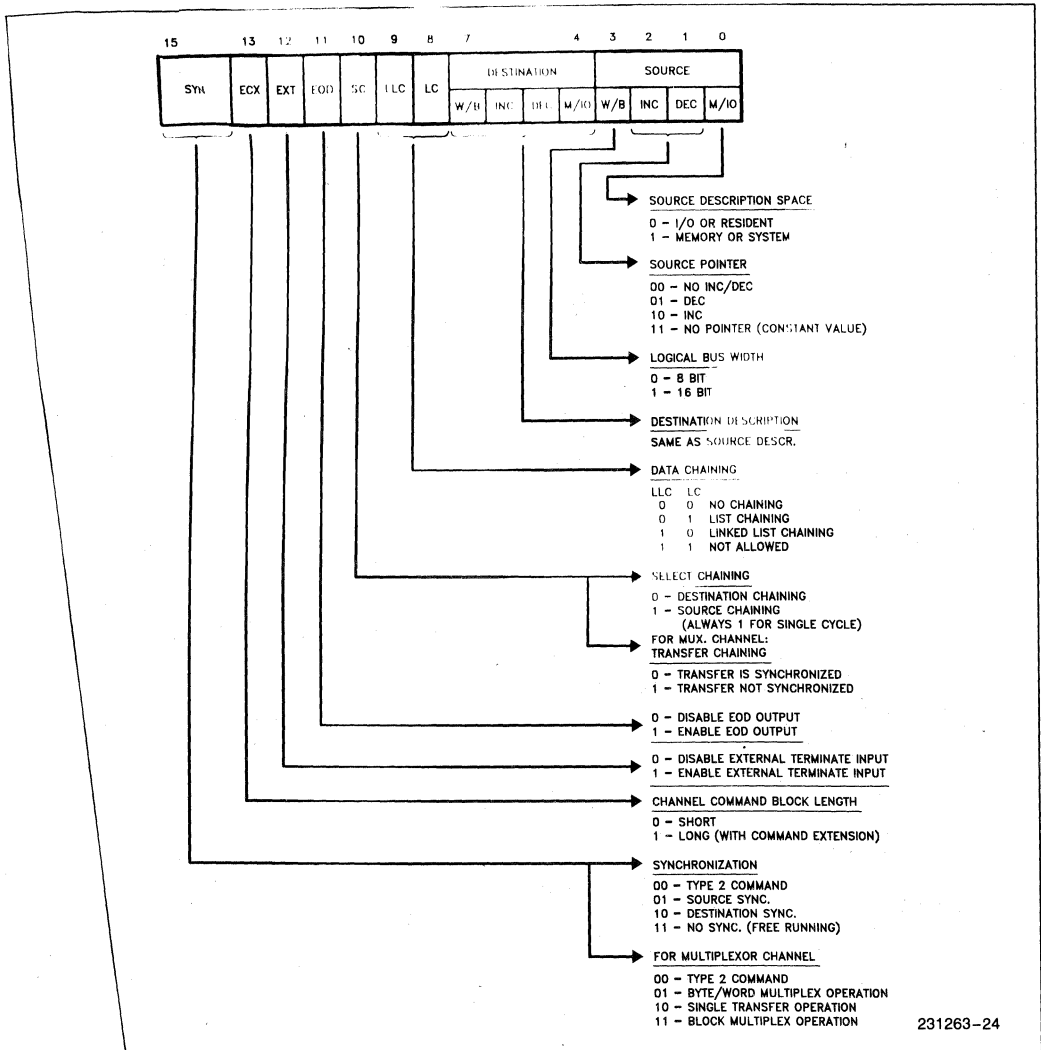 15 13 12 11 10 9 8 7 4 3 2 1 0
SYN ECX EXT EOD SC LLC LC DESTINATION SOURCE
W/B INC DEC M/IO W/B INC DEC M/IO
SOURCE DESCRIPTION SPACE
0 – I/O OR RESIDENT
1 – MEMORY OR SYSTEM
SOURCE POINTER
00 – NO INC/DEC
01 – DEC
10 – INC
11 – NO POINTER (CONSTANT VALUE)
LOGICAL BUS WIDTH
0 – 8 BIT
1 – 16 BIT
DESTINATION DESCRIPTION
SAME AS SOURCE DESCR.
DATA CHAINING
LLC LC
0 0 NO CHAINING
0 1 LIST CHAINING
1 0 LINKED LIST CHAINING
1 1 NOT ALLOWED
SELECT CHAINING
0 – DESTINATION CHAINING
1 – SOURCE CHAINING
(ALWAYS 1 FOR SINGLE CYCLE)
FOR MUX. CHANNEL:
TRANSFER CHAINING
0 – TRANSFER IS SYNCHRONIZED
1 – TRANSFER NOT SYNCHRONIZED
0 – DISABLE EOD OUTPUT
1 – ENABLE EOD OUTPUT
0 – DISABLE EXTERNAL TERMINATE INPUT
1 – ENABLE EXTERNAL TERMINATE INPUT
CHANNEL COMMAND BLOCK LENGTH
0 – SHORT
1 – LONG (WITH COMMAND EXTENSION)
SYNCHRONIZATION
00 – TYPE 2 COMMAND
01 – SOURCE SYNC.
10 – DESTINATION SYNC.
11 – NO SYNC. (FREE RUNNING)
FOR MULTIPLEXOR CHANNEL
00 – TYPE 2 COMMAND
01 – BYTE/WORD MULTIPLEX OPERATION
10 – SINGLE TRANSFER OPERATION
11 – BLOCK MULTIPLEX OPERATION
231263–24